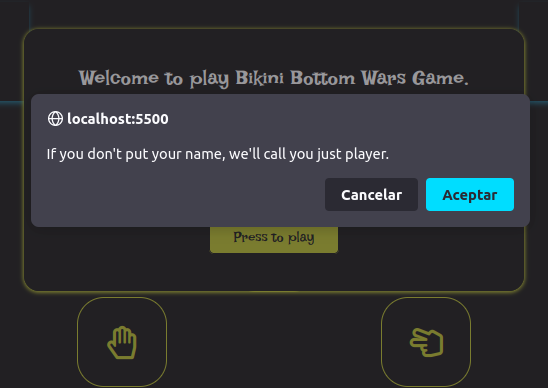 Welcome to play Bikini Bottom Wars Game.
localhost:5500
If you don't put your name, we'll call you just player.
Cancelar
Aceptar
Press to play